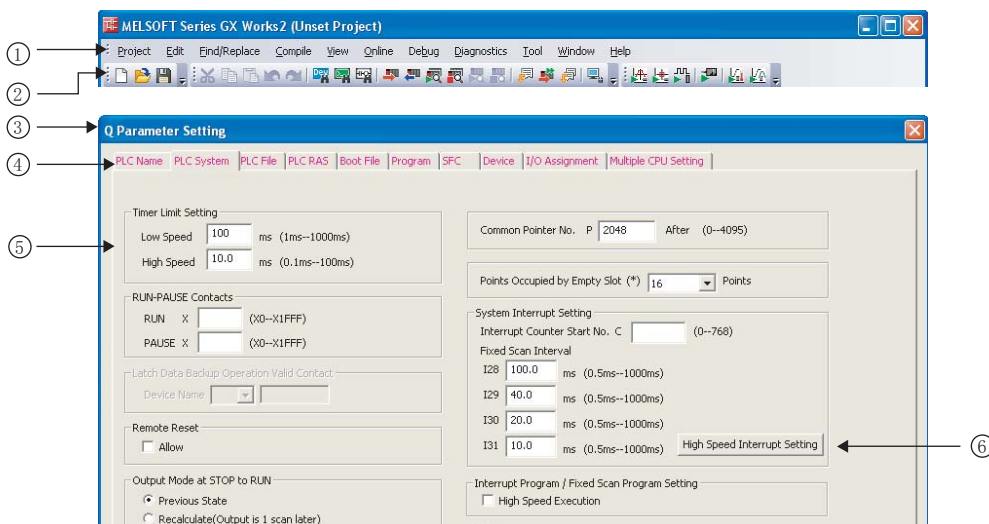 MELSOFT Series GX Works2 (Unset Project)
① Project Edit Find/Replace Compile View Online Debug Diagnostics Tool Window Help
②
③ Q Parameter Setting
④ PLC Name PLC System PLC File PLC RAS Boot File Program SFC Device I/O Assignment Multiple CPU Setting
⑤
Timer Limit Setting
Low Speed 100 ms (1ms--1000ms)
High Speed 10.0 ms (0.1ms--100ms)
RUN-PAUSE Contacts
RUN X (X0--X1FFF)
PAUSE X (X0--X1FFF)
Latch Data Backup Operation Valid Contact
Device Name
Remote Reset
Allow
Output Mode at STOP to RUN
Previous State
Recalculate(Output is 1 scan later)
Common Pointer No. P 2048 After (0--4095)
Points Occupied by Empty Slot (*) 16 Points
System Interrupt Setting
Interrupt Counter Start No. C (0--768)
Fixed Scan Interval
I28 100.0 ms (0.5ms--1000ms)
I29 40.0 ms (0.5ms--1000ms)
I30 20.0 ms (0.5ms--1000ms)
I31 10.0 ms (0.5ms--1000ms) High Speed Interrupt Setting ⑥
Interrupt Program / Fixed Scan Program Setting
High Speed Execution